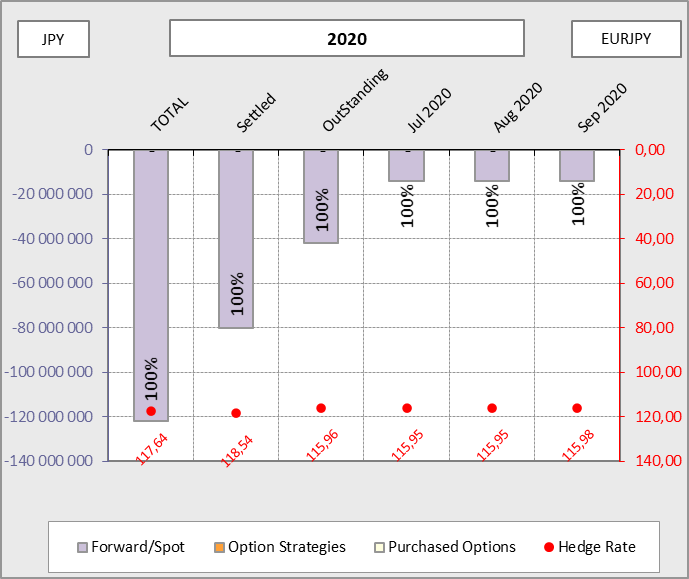 JPY
2020
EURJPY
TOTAL
Settled
OutStanding
Jul 2020
Aug 2020
Sep 2020
0
-20 000 000
-40 000 000
-60 000 000
-80 000 000
-100 000 000
-120 000 000
-140 000 000
0,00
20,00
40,00
60,00
80,00
100,00
120,00
140,00
100%
100%
100%
100%
100%
100%
117,64
118,54
115,96
115,95
115,95
115,98
Forward/Spot
Option Strategies
Purchased Options
Hedge Rate